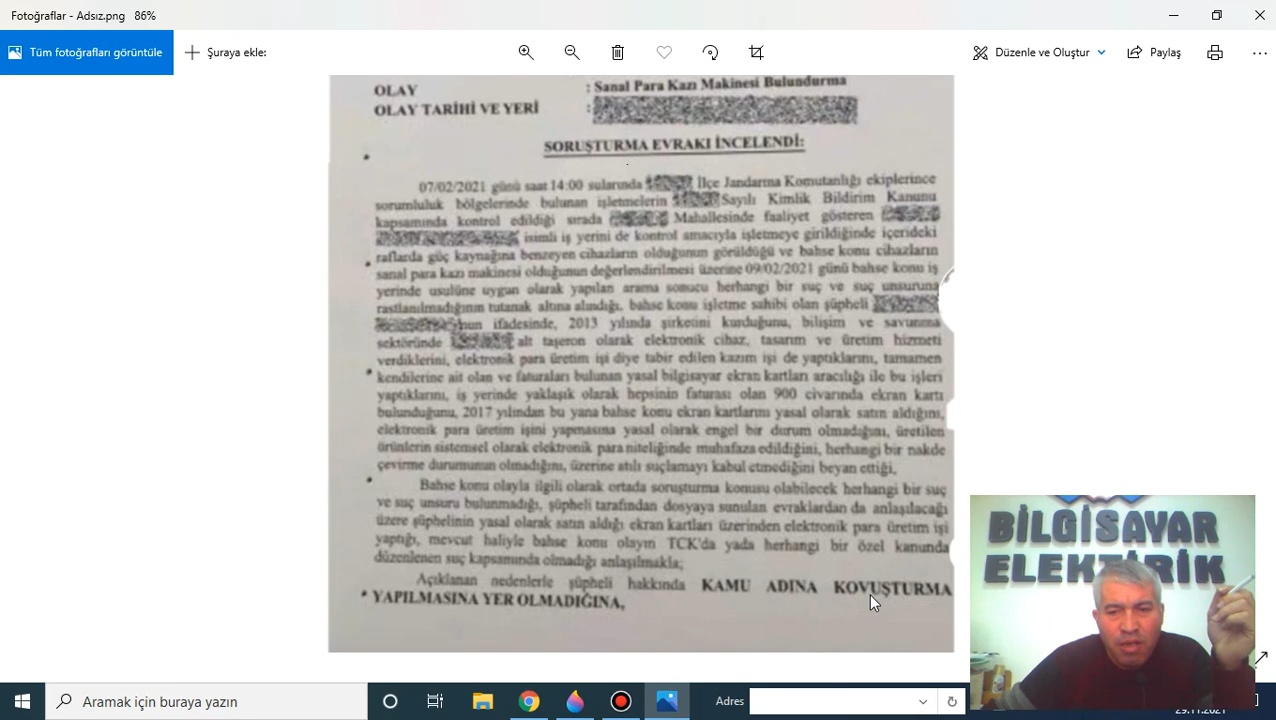 Fotoğraflar - Adsız.png   86%
Tüm fotoğrafları görüntüle
Şuraya ekle:
Düzenle ve Oluştur
Paylaş
OLAY : Sanal Para Kazı Makinesi Bulundurma
OLAY TARİHİ VE YERİ :
SORUŞTURMA EVRAKI İNCELENDİ:
07/02/2021 günü saat 14:00 sularında İlçe Jandarma Komutanlığı ekiplerince
sorumluluk bölgelerinde bulunan işletmelerin Sayılı Kimlik Bildirim Kanunu
kapsamında kontrol edildiği sırada Mahallesinde faaliyet gösteren
isimli iş yerini de kontrol amacıyla işletmeye girildiğinde içerideki
raflarda güç kaynağına benzeyen cihazların olduğunun görüldüğü ve bahse konu cihazların
sanal para kazı makinesi olduğunun değerlendirilmesi üzerine 09/02/2021 günü bahse konu iş
yerinde usulüne uygun olarak yapılan arama sonucu herhangi bir suç ve suç unsuruna
rastlanılmadığının tutanak altına alındığı, bahse konu işletme sahibi olan şüpheli
nun ifadesinde, 2013 yılında şirketini kurduğunu, bilişim ve savunma
sektöründe alt taşeron olarak elektronik cihaz, tasarım ve üretim hizmeti
verdiklerini, elektronik para üretim işi diye tabir edilen kazım işi de yaptıklarını, tamamen
kendilerine ait olan ve faturaları bulunan yasal bilgisayar ekran kartları aracılığı ile bu işleri
yaptıklarını, iş yerinde yaklaşık olarak hepsinin faturası olan 900 civarında ekran kartı
bulunduğunu, 2017 yılından bu yana bahse konu ekran kartlarını yasal olarak satın aldığını,
elektronik para üretim işini yapmasına yasal olarak engel bir durum olmadığını, üretilen
ürünlerin sistemsel olarak elektronik para niteliğinde muhafaza edildiğini, herhangi bir nakde
çevirme durumunun olmadığını, üzerine atılı suçlamayı kabul etmediğini beyan ettiği,
Bahse konu olayla ilgili olarak ortada soruşturma konusu olabilecek herhangi bir suç
ve suç unsuru bulunmadığı, şüpheli tarafından dosyaya sunulan evraklardan da anlaşılacağı
üzere şüphelinin yasal olarak satın aldığı ekran kartları üzerinden elektronik para üretim işi
yaptığı, mevcut haliyle bahse konu olayın TCK'da yada herhangi bir özel kanunda
düzenlenen suç kapsamında olmadığı anlaşılmakla;
Açıklanan nedenlerle şüpheli hakkında KAMU ADINA KOVUŞTURMA
YAPILMASINA YER OLMADIĞINA,
BİLGİSAYAR
ELEKTİRİK
Aramak için buraya yazın
Adres
29.11.2021